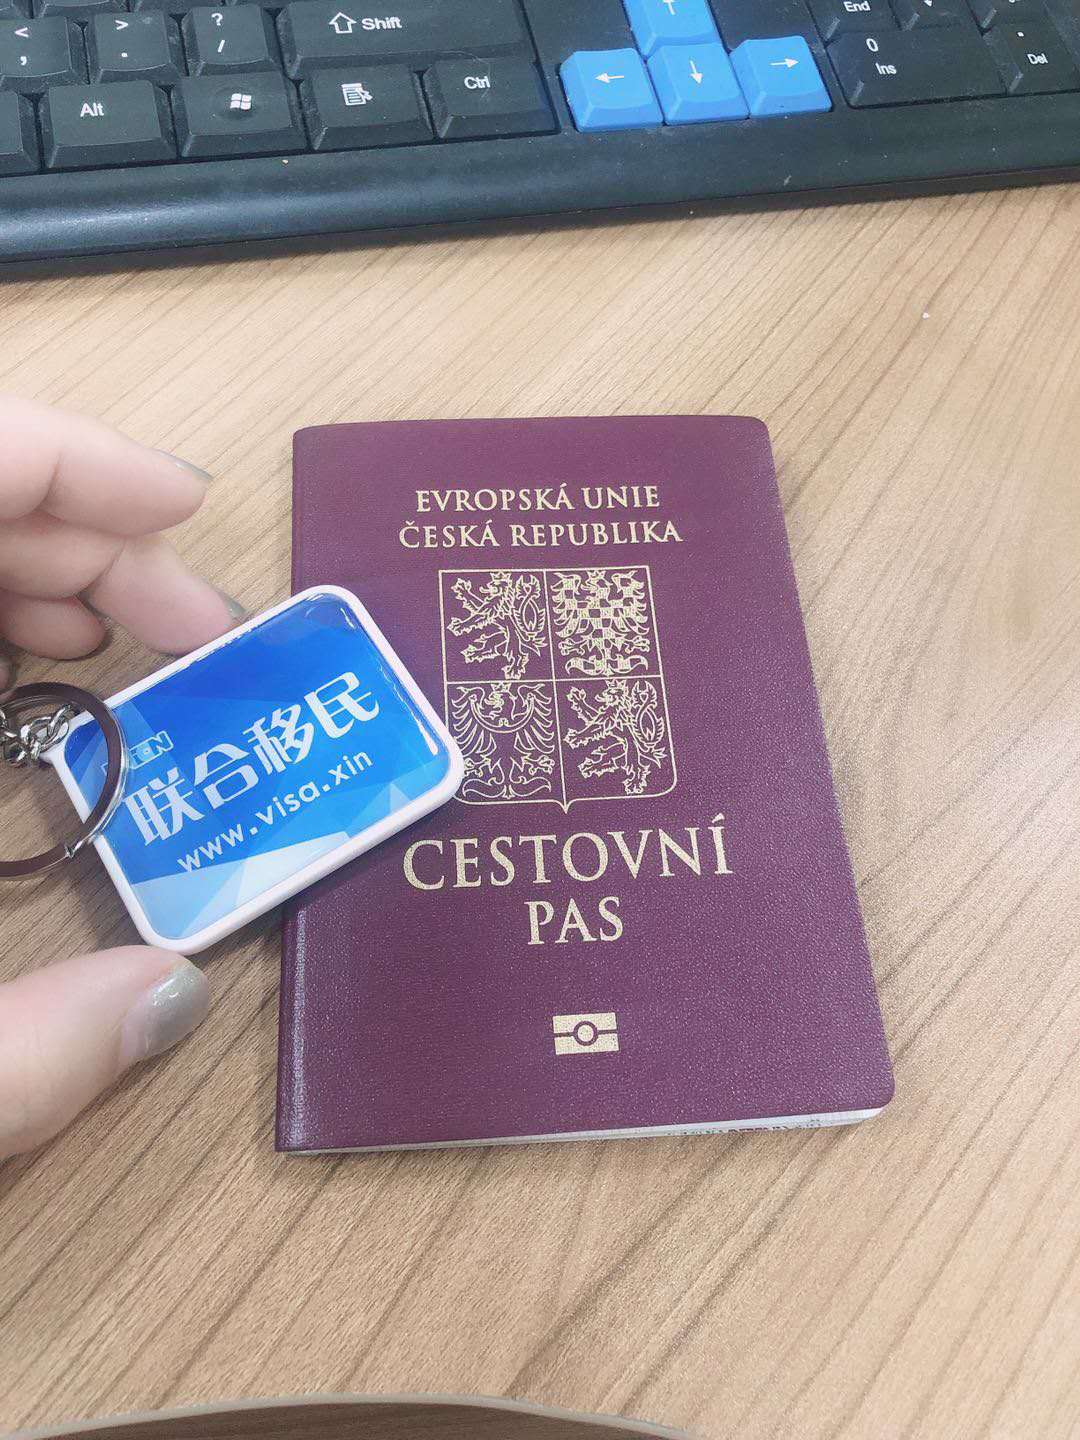 <
,
>
.
?
/
Shift
Alt
Ctrl
End
0
Ins
.
Del
EVROPSKÁ UNIE
ČESKÁ REPUBLIKA
联合移民
www.visa.xin
CESTOVNÍ
PAS